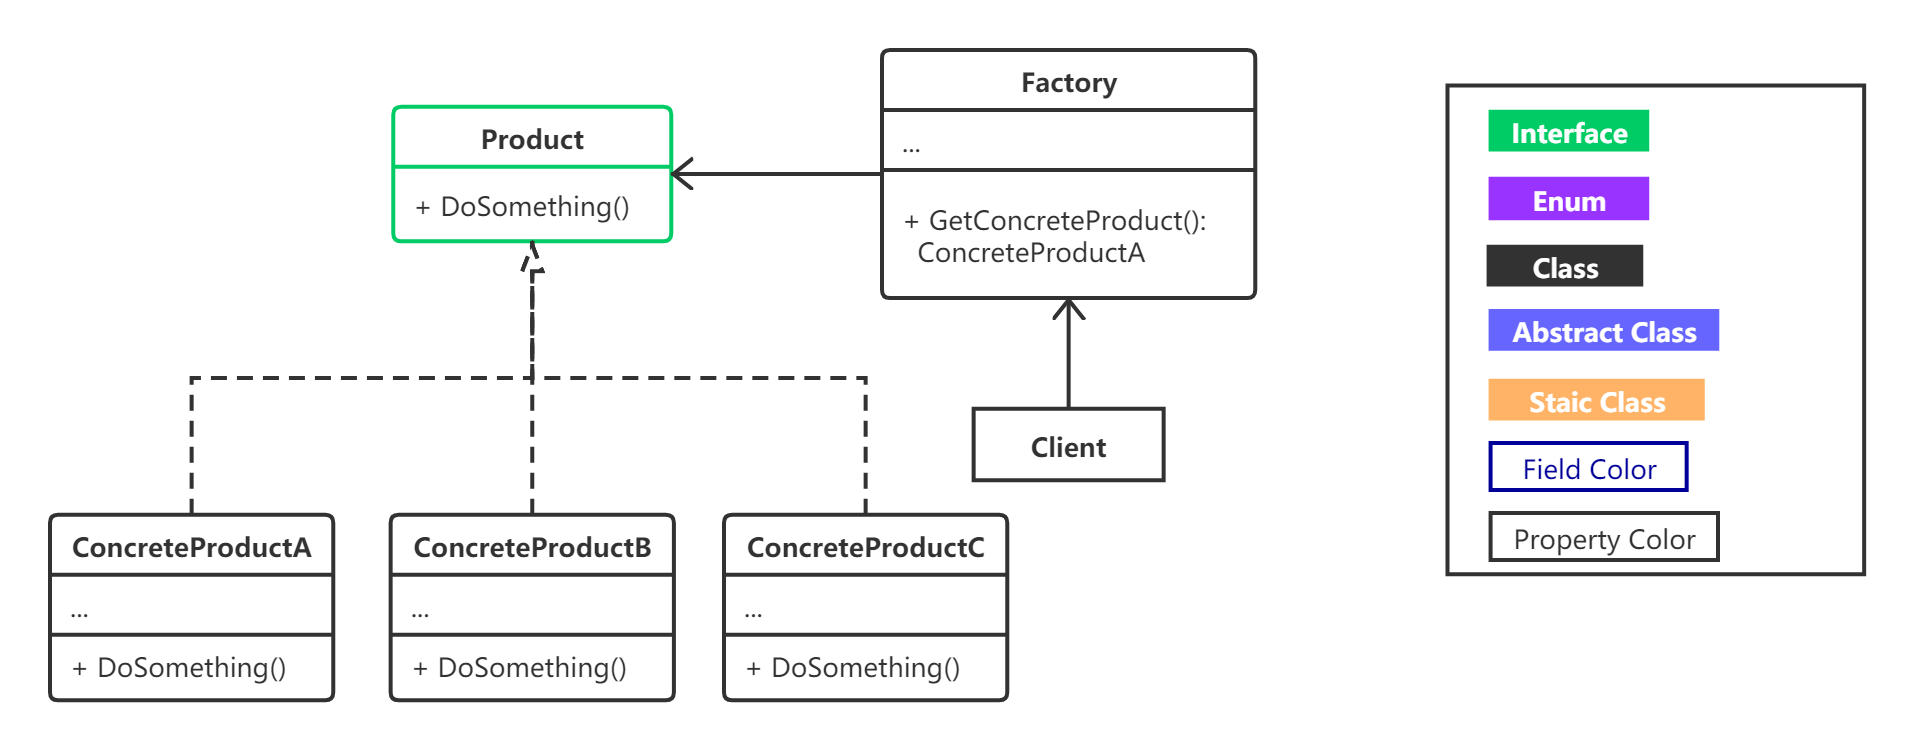 Factory
...
+ GetConcreteProduct():
ConcreteProductA
Product
+ DoSomething()
Client
ConcreteProductA
...
+ DoSomething()
ConcreteProductB
...
+ DoSomething()
ConcreteProductC
...
+ DoSomething()
Interface
Enum
Class
Abstract Class
Staic Class
Field Color
Property Color